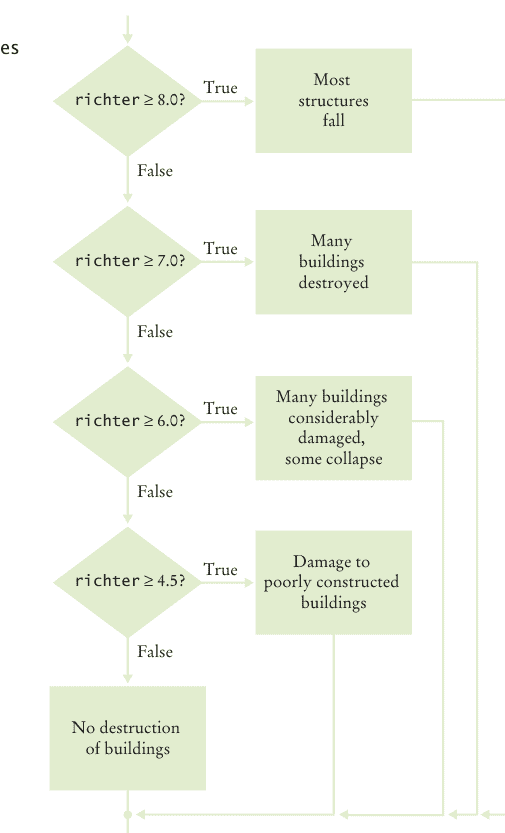 es
richter ≥ 8.0?
True
Most
structures
fall
False
richter ≥ 7.0?
True
Many
buildings
destroyed
False
richter ≥ 6.0?
True
Many buildings
considerably
damaged,
some collapse
False
richter ≥ 4.5?
True
Damage to
poorly constructed
buildings
False
No destruction
of buildings